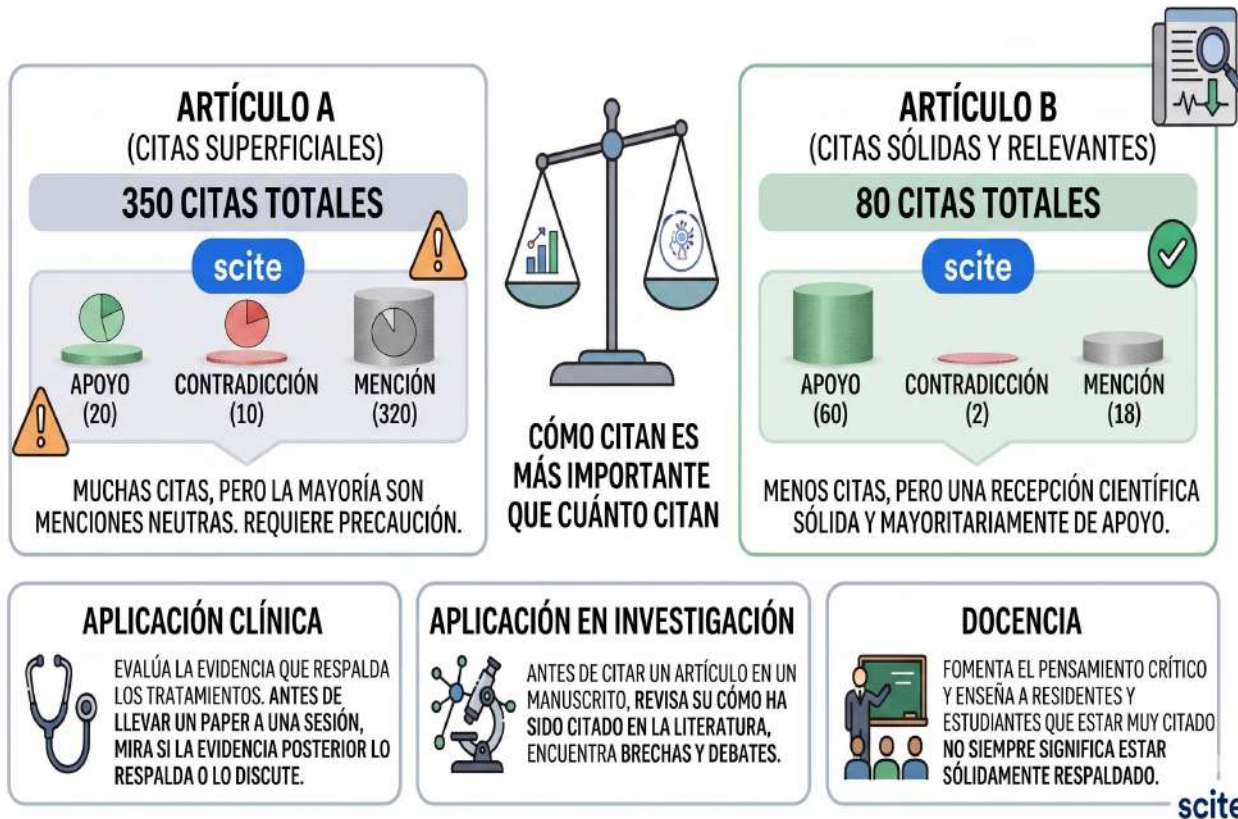 ARTÍCULO A
(CITAS SUPERFICIALES)
350 CITAS TOTALES
scite
APOYO
(20)
CONTRADICCIÓN
(10)
MENCIÓN
(320)
MUCHAS CITAS, PERO LA MAYORÍA SON
MENCIONES NEUTRAS. REQUIERE PRECAUCIÓN.
CÓMO CITAN ES
MÁS IMPORTANTE
QUE CUÁNTO CITAN
ARTÍCULO B
(CITAS SÓLIDAS Y RELEVANTES)
80 CITAS TOTALES
scite
APOYO
(60)
CONTRADICCIÓN
(2)
MENCIÓN
(18)
MENOS CITAS, PERO UNA RECEPCIÓN CIENTÍFICA
SÓLIDA Y MAYORITARIAMENTE DE APOYO.
APLICACIÓN CLÍNICA
EVALÚA LA EVIDENCIA QUE RESPALDA
LOS TRATAMIENTOS. ANTES DE
LLEVAR UN PAPER A UNA SESIÓN,
MIRA SI LA EVIDENCIA POSTERIOR LO
RESPALDA O LO DISCUTE.
APLICACIÓN EN INVESTIGACIÓN
ANTES DE CITAR UN ARTÍCULO EN UN
MANUSCRITO, REVISA SU CÓMO HA
SIDO CITADO EN LA LITERATURA,
ENCUENTRA BRECHAS Y DEBATES.
DOCENCIA
FOMENTA EL PENSAMIENTO CRÍTICO
Y ENSEÑA A RESIDENTES Y
ESTUDIANTES QUE ESTAR MUY CITADO
NO SIEMPRE SIGNIFICA ESTAR
SÓLIDAMENTE RESPALDADO.
scite